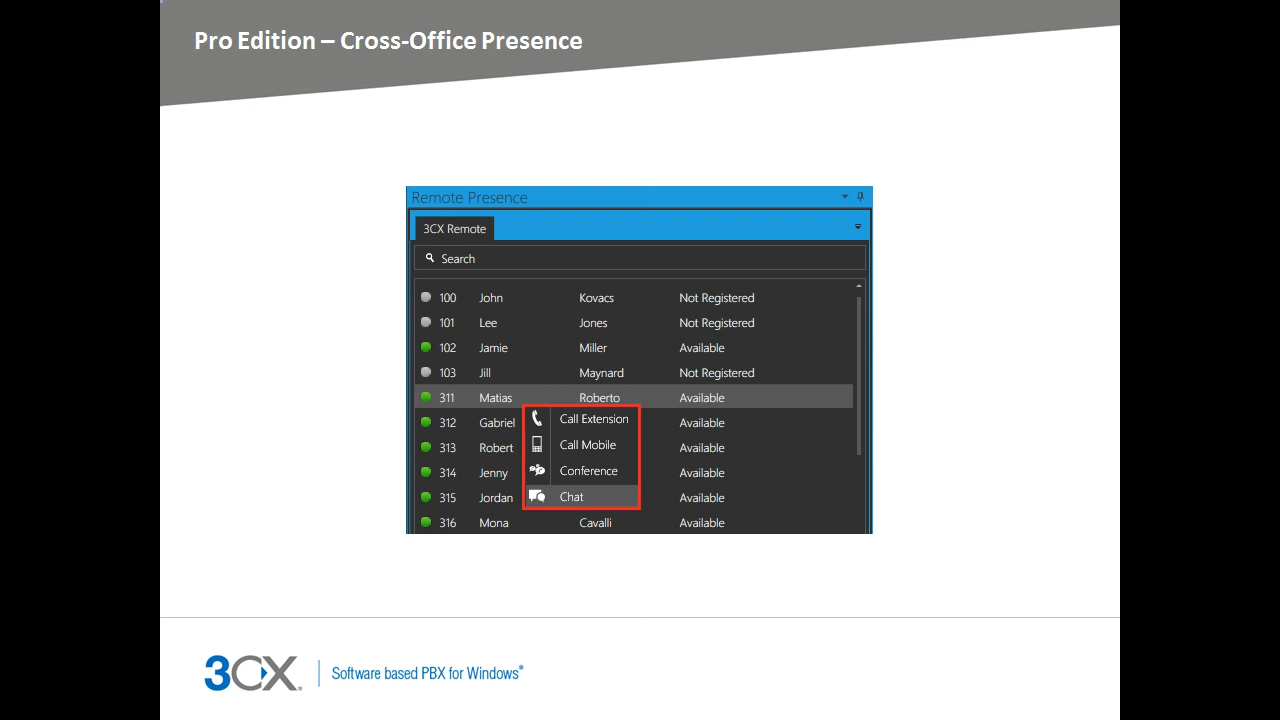 Pro Edition – Cross-Office Presence
Remote Presence
3CX Remote
Search
100 John Kovacs Not Registered
101 Lee Jones Not Registered
102 Jamie Miller Available
103 Jill Maynard Not Registered
311 Matias Roberto Available
312 Gabriel Available
313 Robert Available
314 Jenny Available
315 Jordan Available
316 Mona Cavalli Available
Call Extension
Call Mobile
Conference
Chat
3CX. Software based PBX for Windows®